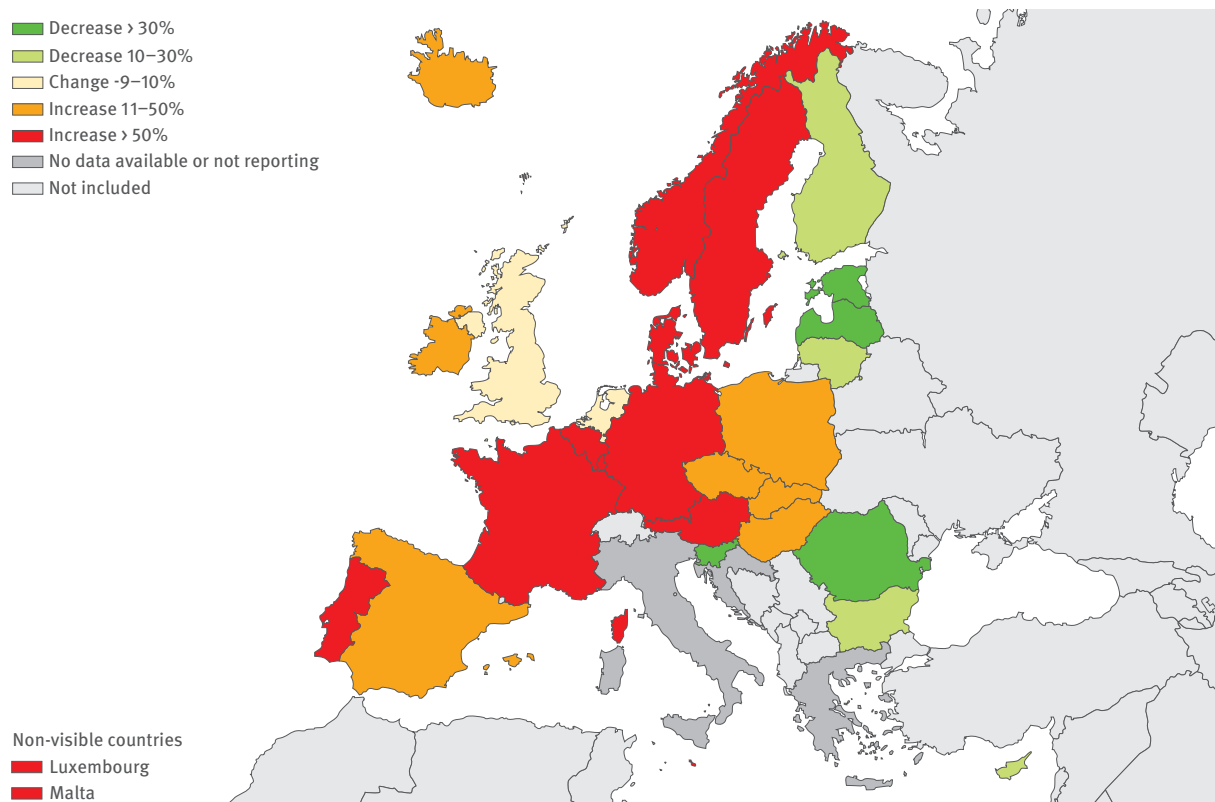 Decrease > 30%
Decrease 10–30%
Change -9–10%
Increase 11–50%
Increase > 50%
No data available or not reporting
Not included
Non-visible countries
Luxembourg
Malta